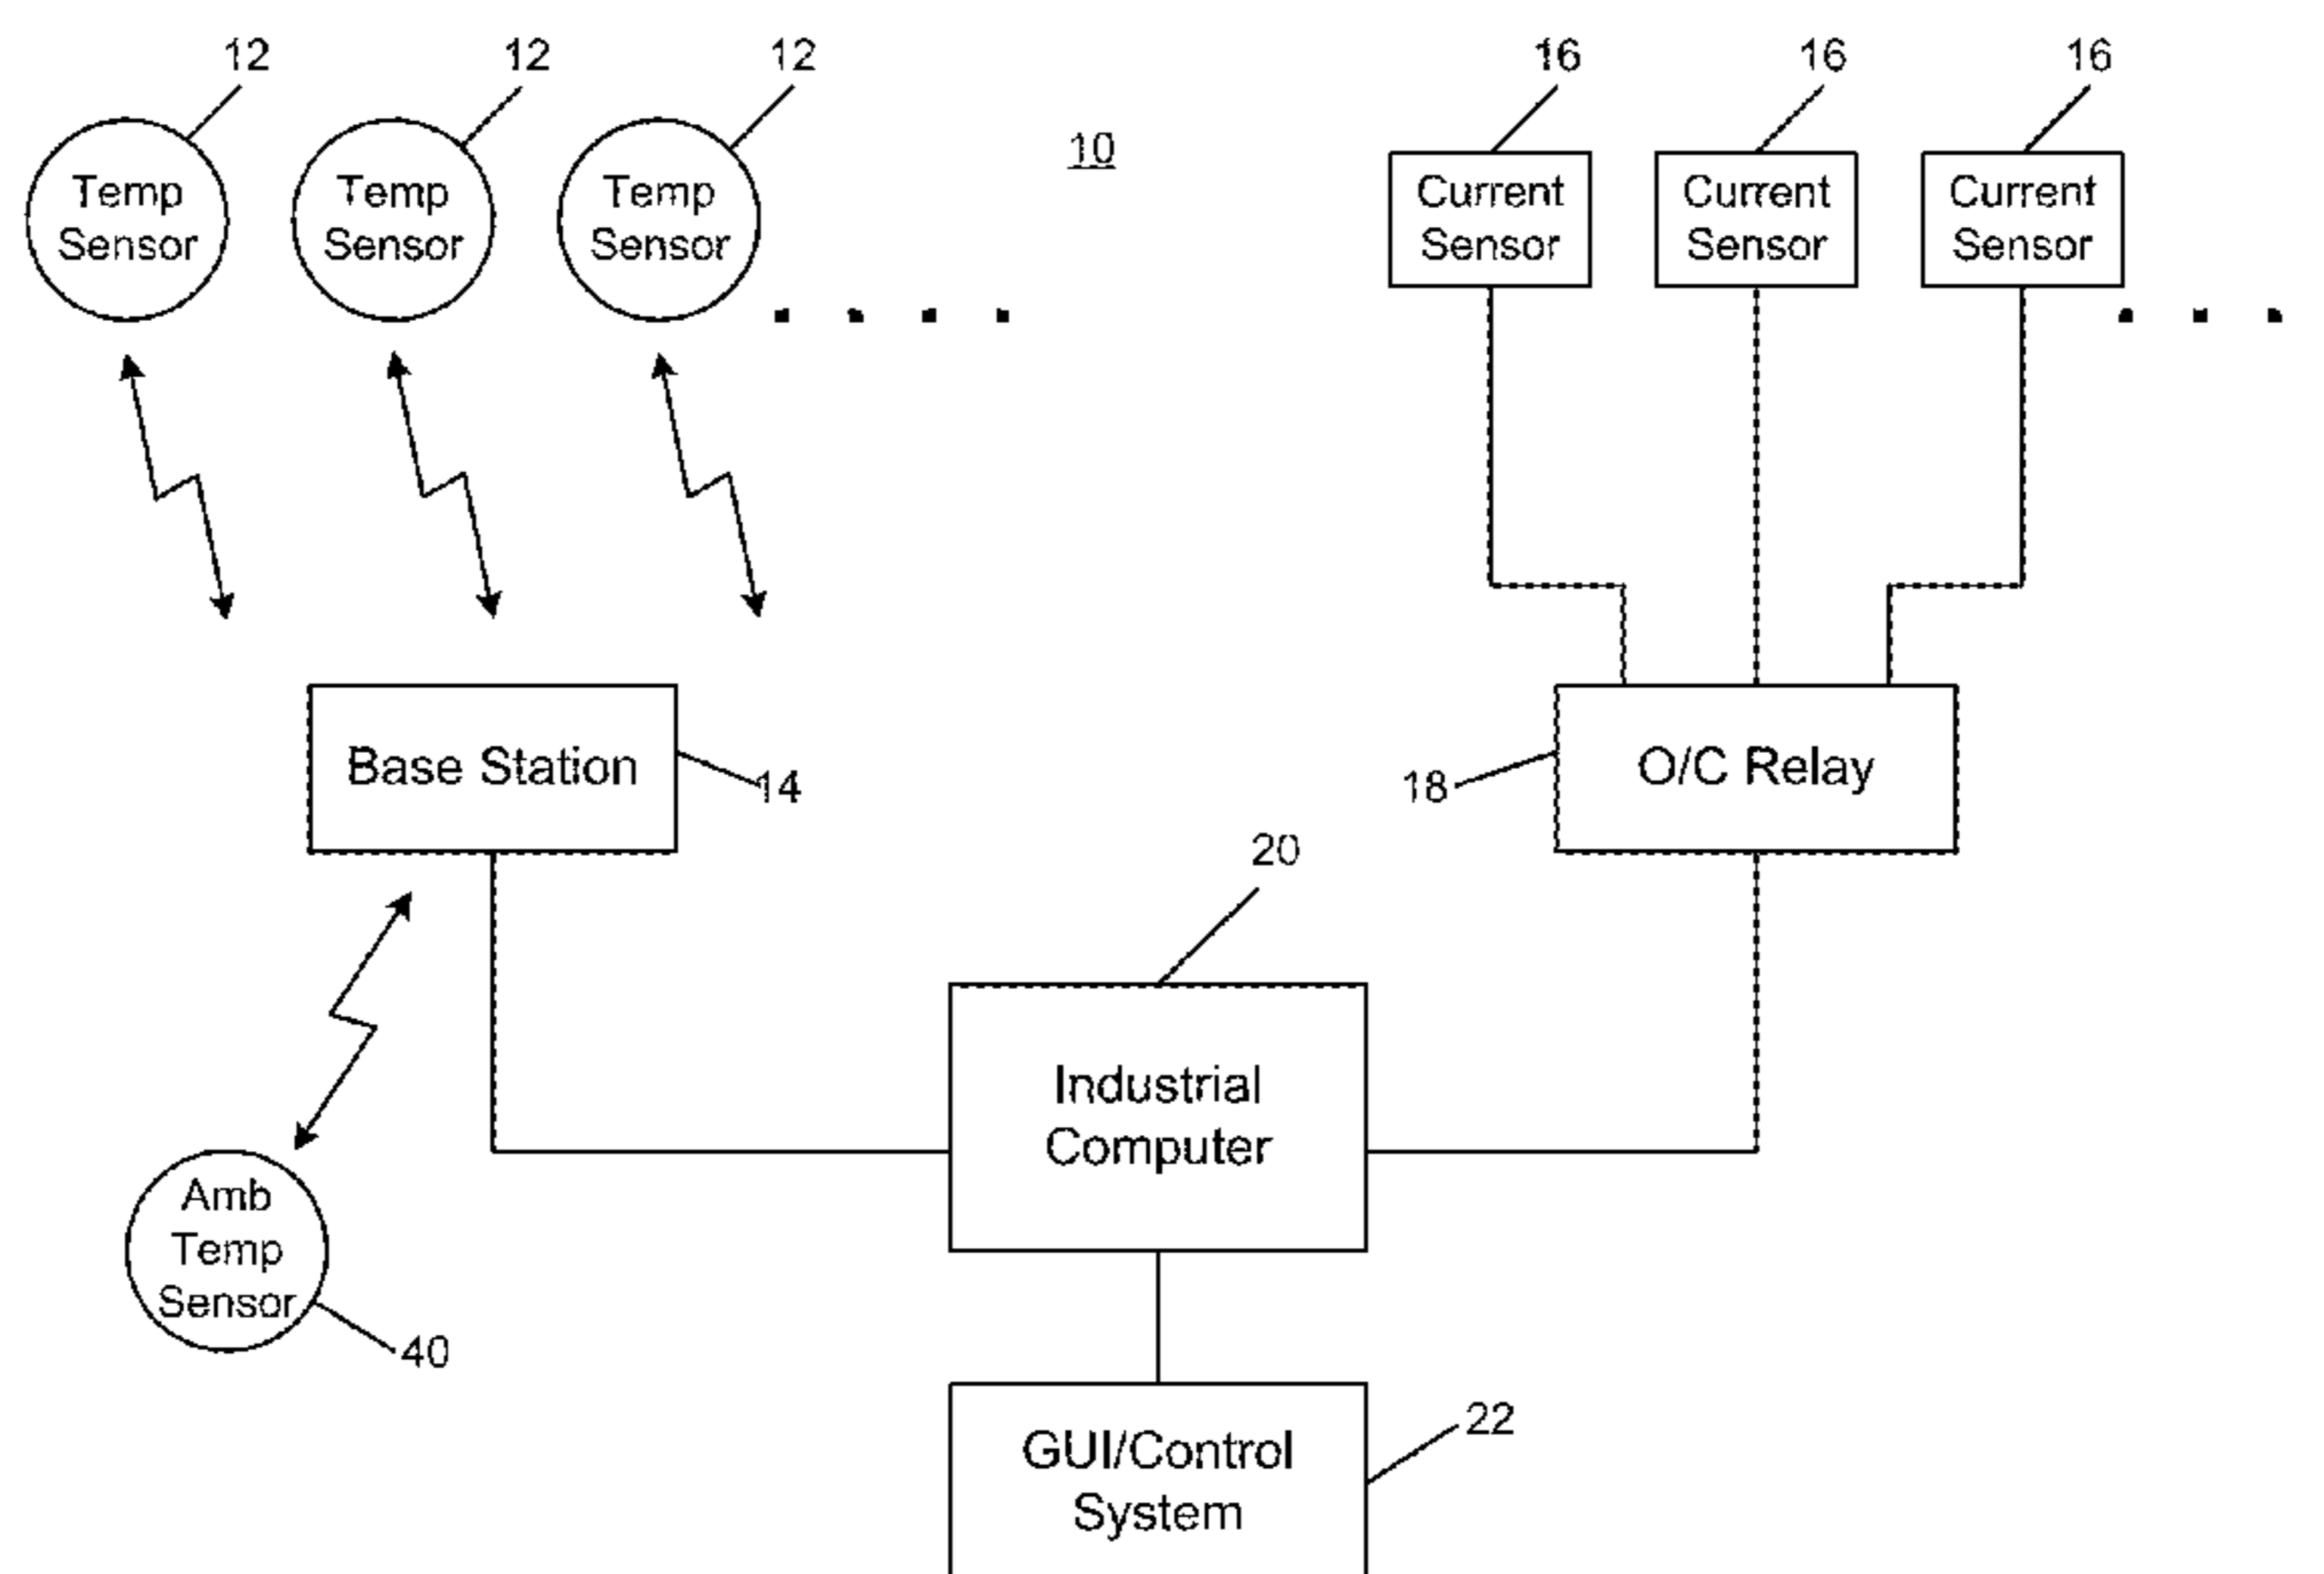 12
12
12
16
16
16
10
Temp
Sensor
Temp
Sensor
Temp
Sensor
Current
Sensor
Current
Sensor
Current
Sensor
Base Station
14
18
O/C Relay
20
Industrial
Computer
Amb
Temp
Sensor
40
GUI/Control
System
22